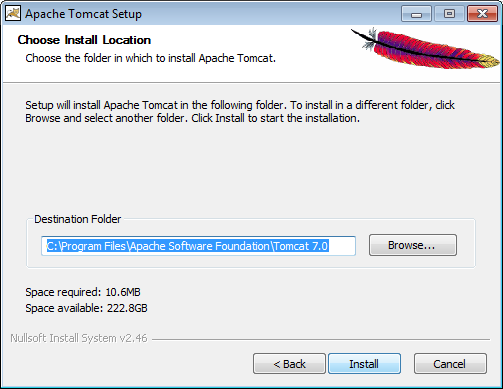 Apache Tomcat Setup
Choose Install Location
Choose the folder in which to install Apache Tomcat.
Setup will install Apache Tomcat in the following folder. To install in a different folder, click
Browse and select another folder. Click Install to start the installation.
Destination Folder
C:\Program Files\Apache Software Foundation\Tomcat 7.0
Browse...
Space required: 10.6MB
Space available: 222.8GB
Nullsoft Install System v2.46
< Back
Install
Cancel